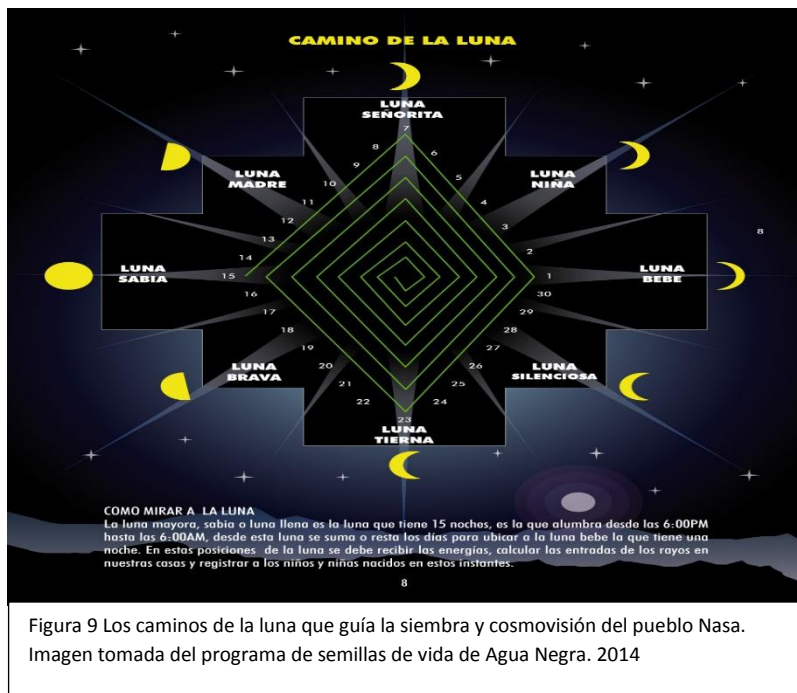 CAMINO DE LA LUNA
LUNA
SEÑORITA
7
8
6
9
5
LUNA
MADRE
10
LUNA
NIÑA
11
4
12
3
13
2
14
8
LUNA
SABIA
15
1
LUNA
BEBE
16
30
17
29
18
28
LUNA
BRAVA
19
27
LUNA
SILENCIOSA
20
26
21
25
22
24
23
LUNA
TIERNA
COMO MIRAR A LA LUNA
La luna mayora, sabia o luna llena es la luna que tiene 15 noches, es la que alumbra desde las 6:00PM
hasta las 6:00AM, desde esta luna se suma o resta los días para ubicar a la luna bebe la que tiene una
noche. En estas posiciones de la luna se debe recibir las energías, calcular las entradas de los rayos en
nuestras casas y registrar a los niños y niñas nacidos en estos instantes.
8
Figura 9 Los caminos de la luna que guía la siembra y cosmovisión del pueblo Nasa.
Imagen tomada del programa de semillas de vida de Agua Negra. 2014